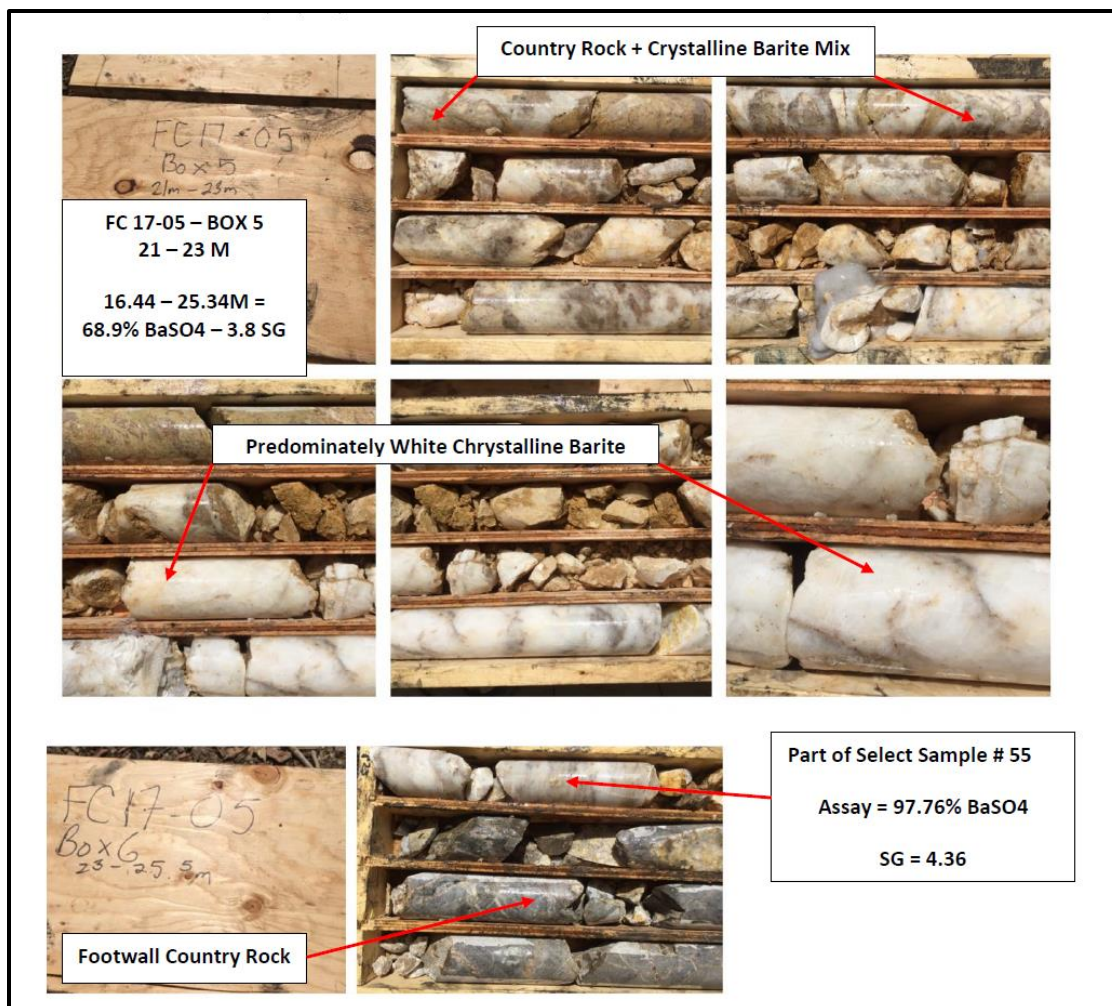 Country Rock + Crystalline Barite Mix
FC17-05
Box 5
21m - 23m
FC 17-05 – BOX 5
21 – 23 M
16.44 – 25.34M =
68.9% BaSO4 – 3.8 SG
Predominately White Chrystalline Barite
FC17-05
Box 6
23 - 25.5m
Part of Select Sample # 55
Assay = 97.76% BaSO4
SG = 4.36
Footwall Country Rock